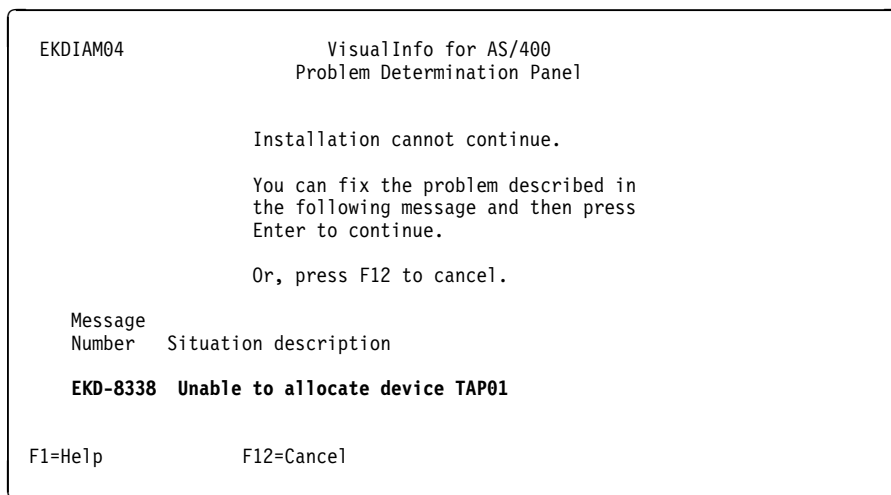 EKDIAM04 VisualInfo for AS/400
Problem Determination Panel
Installation cannot continue.
You can fix the problem described in
the following message and then press
Enter to continue.
Or, press F12 to cancel.
Message
Number Situation description
EKD-8338 Unable to allocate device TAP01
F1=Help F12=Cancel